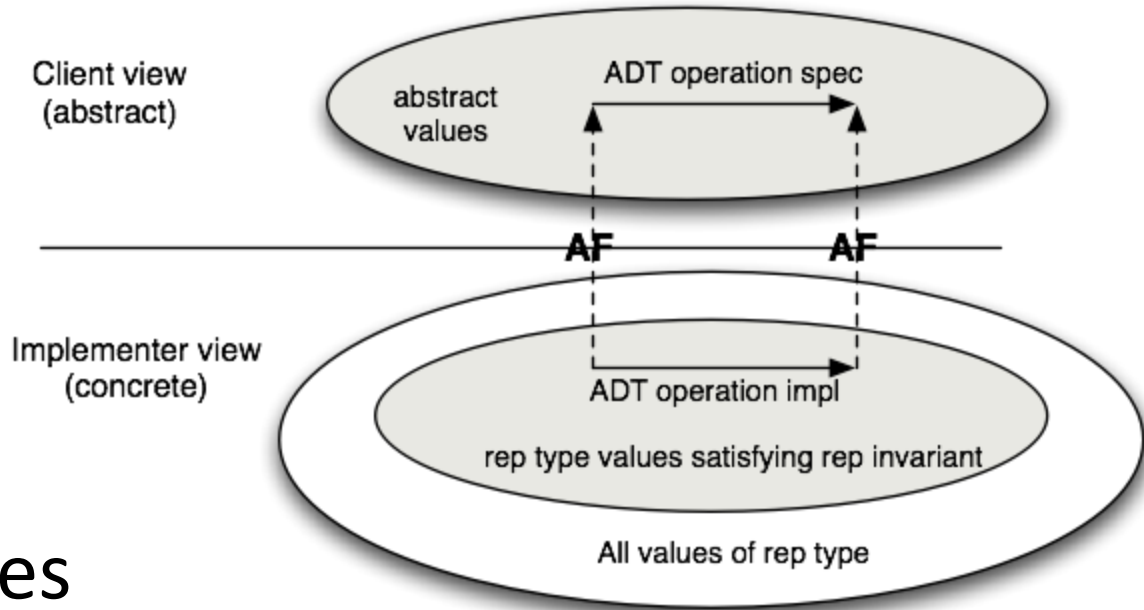 Client view
(abstract)
ADT operation spec
abstract
values
AF AF
Implementer view
(concrete)
ADT operation impl
rep type values satisfying rep invariant
All values of rep type
es